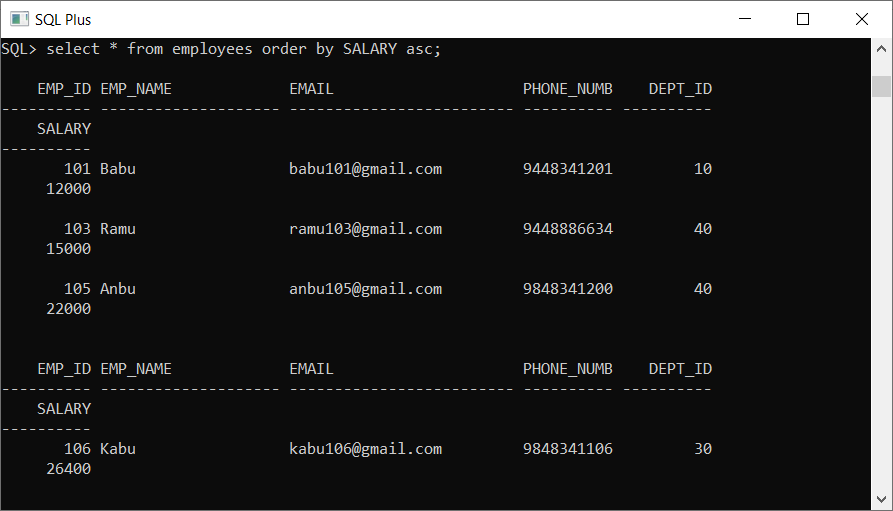 SQL Plus
SQL> select * from employees order by SALARY asc;
    EMP_ID EMP_NAME             EMAIL                     PHONE_NUMB    DEPT_ID
---------- -------------------- ------------------------- ---------- ----------
    SALARY
----------
       101 Babu                 babu101@gmail.com         9448341201         10
     12000
       103 Ramu                 ramu103@gmail.com         9448886634         40
     15000
       105 Anbu                 anbu105@gmail.com         9848341200         40
     22000
    EMP_ID EMP_NAME             EMAIL                     PHONE_NUMB    DEPT_ID
---------- -------------------- ------------------------- ---------- ----------
    SALARY
----------
       106 Kabu                 kabu106@gmail.com         9848341106         30
     26400